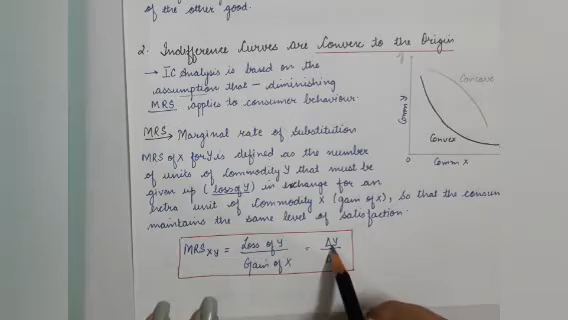 of the other good.
2. Indifference Curves are Convex to the Origin
→ IC Analysis is based on the
assumption that - diminishing
MRS applies to consumer behaviour.
MRS → Marginal rate of Substitution
MRS of X for Y is defined as the number
of units of commodity Y that must be
given up (loss of Y) in exchange for an
extra unit of commodity X (gain of X), so that the consum
maintains the same level of satisfaction.
MRSxy = Loss of Y / Gain of X = ΔY
Y
Concave
Comm Y
Convex
O
Comm X